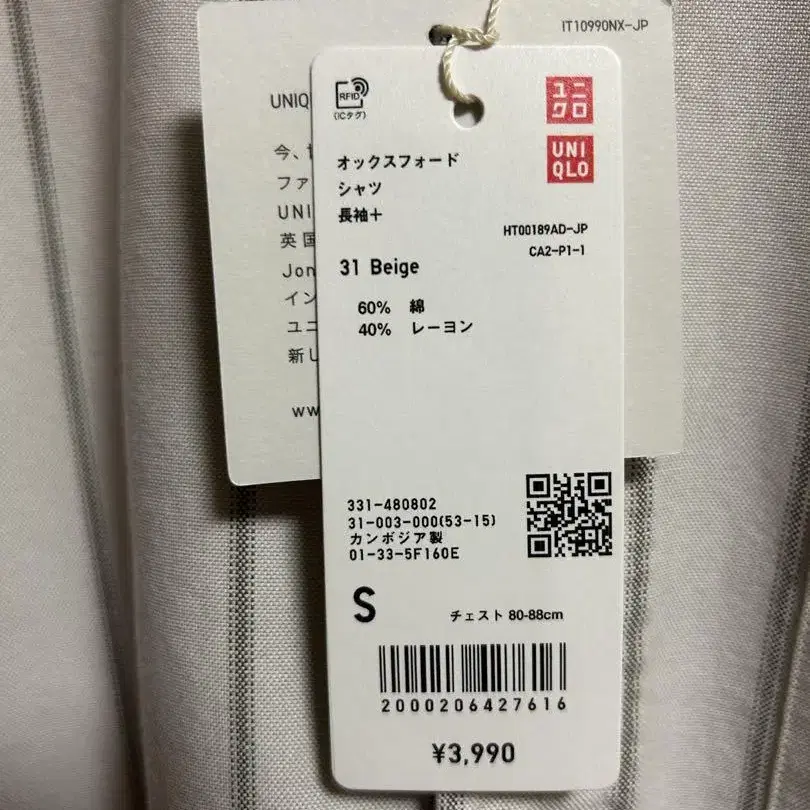 IT10990NX-JP
UNIQ
今、
ファ
UNI
英国
Jon
イン
ユニ
新し
ww
RFID
(ICタグ)
ユニ
クロ
UNI
QLO
オックスフォード
シャツ
長袖+
HT00189AD-JP
CA2-P1-1
31 Beige
60% 綿
40% レーヨン
331-480802
31-003-000(53-15)
カンボジア製
01-33-5F160E
S チェスト 80-88cm
2000206427616
¥3,990